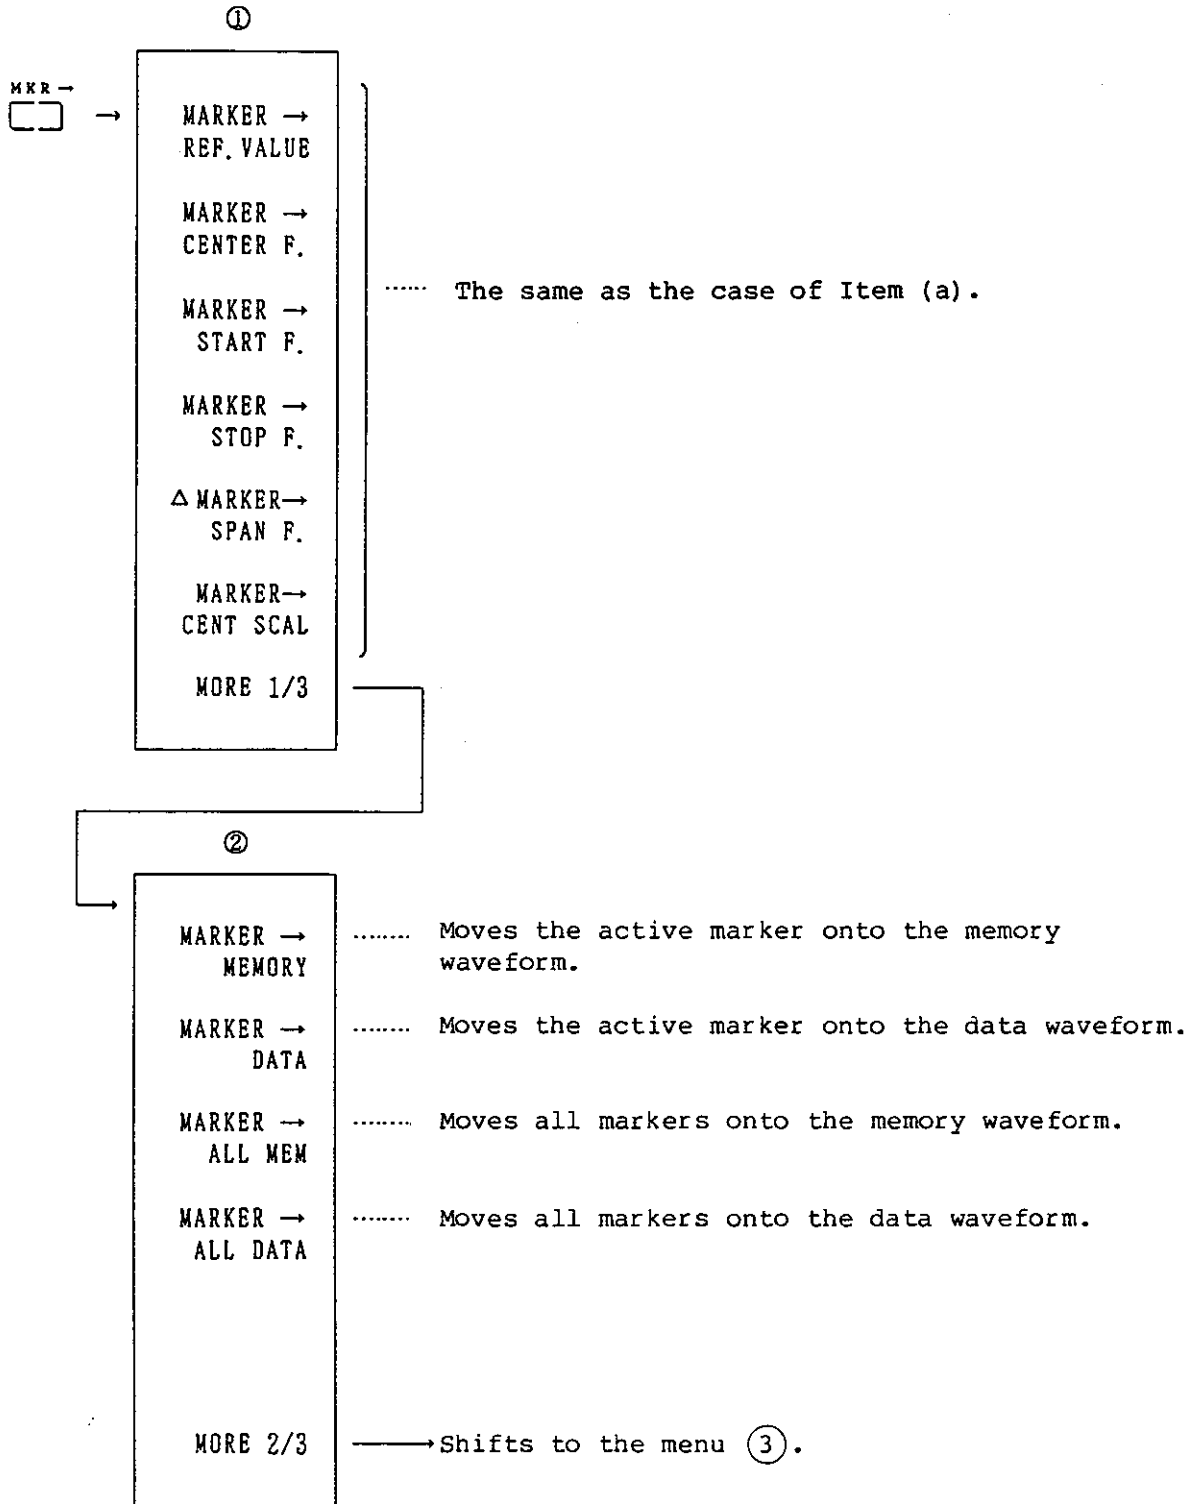 ①
MKR→
→
MARKER →
REF. VALUE
MARKER →
CENTER F.
MARKER →
START F.
MARKER →
STOP F.
△ MARKER→
SPAN F.
MARKER→
CENT SCAL
MORE 1/3
...... The same as the case of Item (a).
②
MARKER → ........ Moves the active marker onto the memory
MEMORY waveform.
MARKER → ........ Moves the active marker onto the data waveform.
DATA
MARKER → ........ Moves all markers onto the memory waveform.
ALL MEM
MARKER → ........ Moves all markers onto the data waveform.
ALL DATA
MORE 2/3 → Shifts to the menu ③.